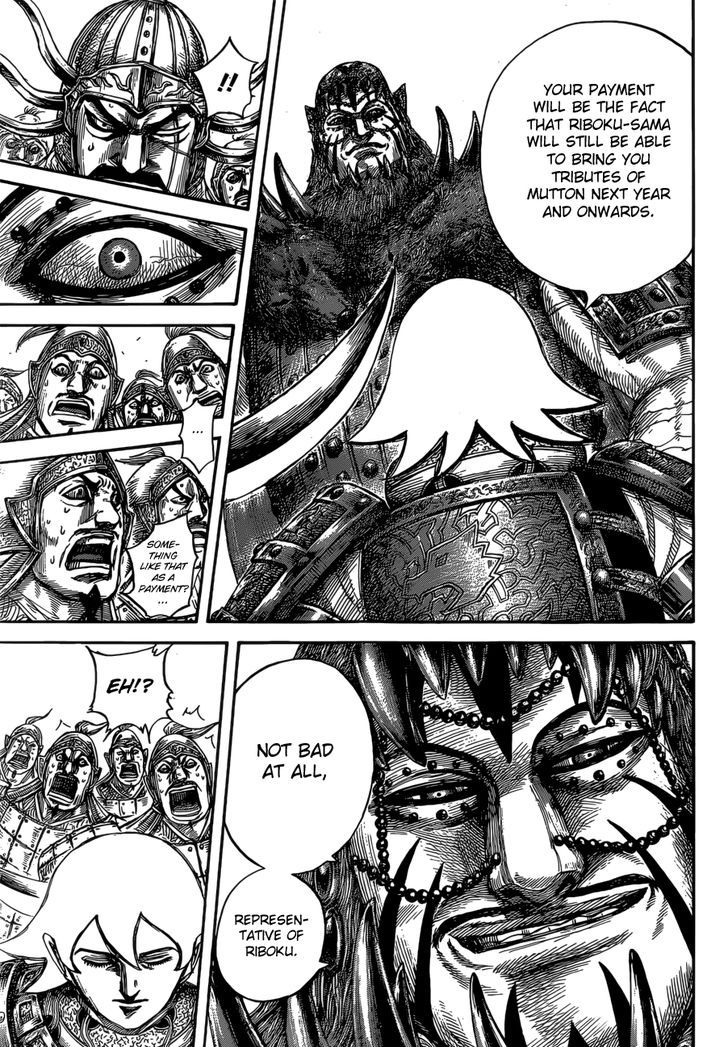 YOUR PAYMENT
WILL BE THE FACT
THAT RIBOKU-SAMA
WILL STILL BE ABLE
TO BRING YOU
TRIBUTES OF
MUTTON NEXT YEAR
AND ONWARDS.
!!
...
SOME-
THING
LIKE THAT
AS A
PAYMENT?
...
NOT BAD
AT ALL,
REPRESEN-
TATIVE OF
RIBOKU.
EH!?